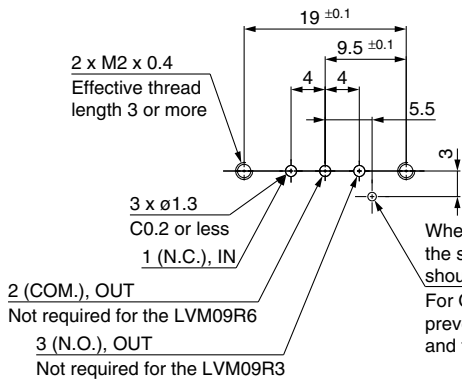 19 ±0.1
9.5 ±0.1
2 x M2 x 0.4
Effective thread
length 3 or more
4
4
5.5
3
3 x ø1.3
C0.2 or less
1 (N.C.), IN
2 (COM.), OUT
Not required for the LVM09R6
3 (N.O.), OUT
Not required for the LVM09R3
the s
shou
For
prev
and